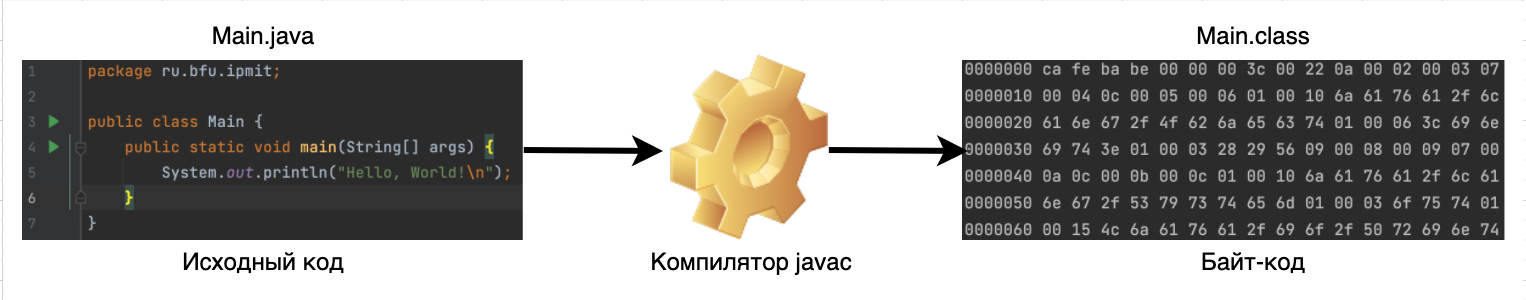 Main.java
1 package ru.bfu.ipmit;
2
3 public class Main {
4 public static void main(String[] args) {
5 System.out.println("Hello, World!\n");
6 }
7 }
Исходный код
Компилятор javac
Main.class
0000000 ca fe ba be 00 00 00 3c 00 22 0a 00 02 00 03 07
0000010 00 04 0c 00 05 00 06 01 00 10 6a 61 76 61 2f 6c
0000020 61 6e 67 2f 4f 62 6a 65 63 74 01 00 06 3c 69 6e
0000030 69 74 3e 01 00 03 28 29 56 09 00 08 00 09 07 00
0000040 0a 0c 00 0b 00 0c 01 00 10 6a 61 76 61 2f 6c 61
0000050 6e 67 2f 53 79 73 74 65 6d 01 00 03 6f 75 74 01
0000060 00 15 4c 6a 61 76 61 2f 69 6f 2f 50 72 69 6e 74
Байт-код